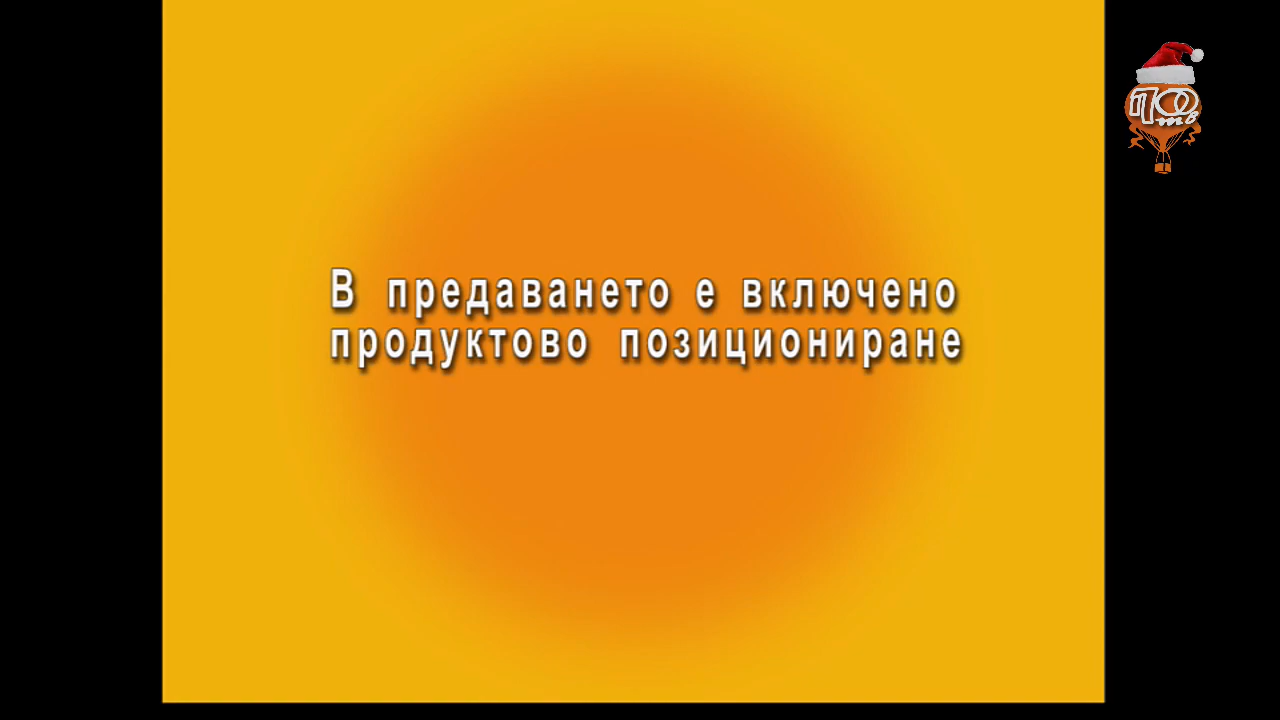 В предаването е включено
продуктово позициониране